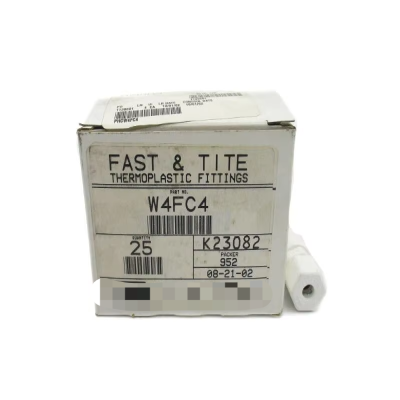 FAST & TITE
THERMOPLASTIC FITTINGS
PART NO.
W4FC4
QUANTITY
25
K23082
PACKER
952
08-21-02